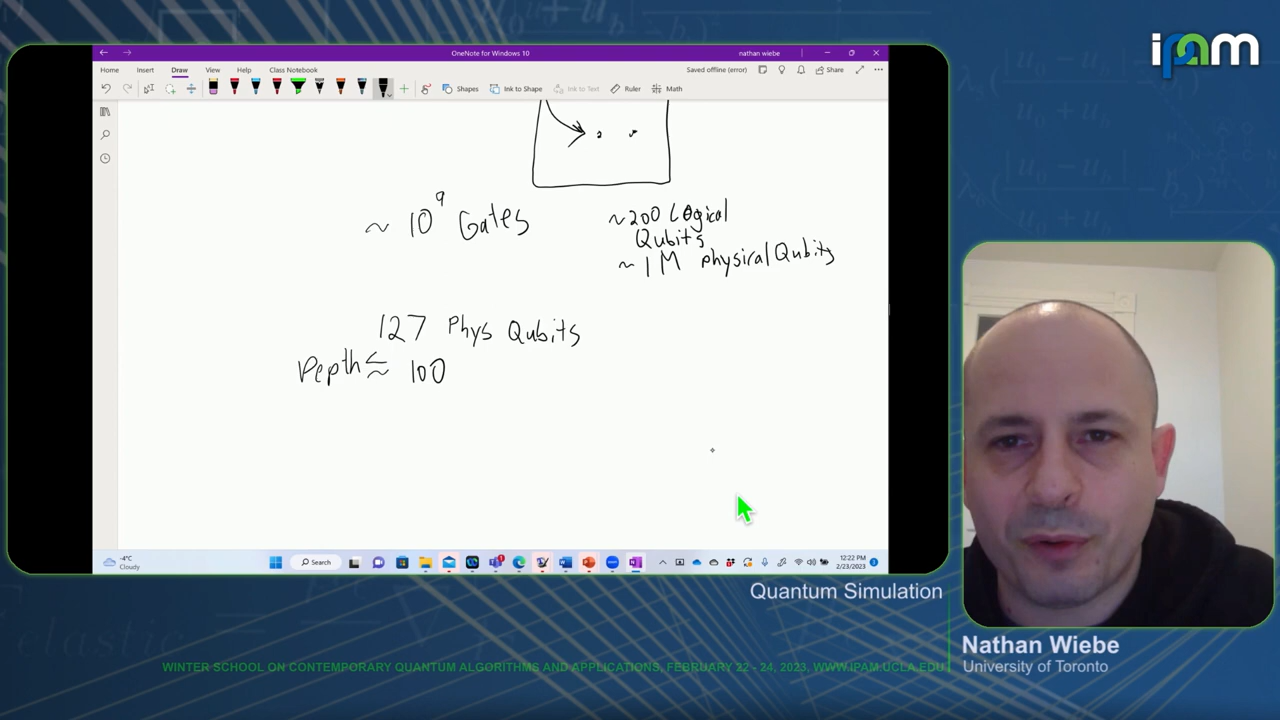 ipam
OneNote for Windows 10
nathan wiebe
Home Insert Draw View Help Class Notebook
Saved offline (error)
Share
Shapes Ink to Shape Ink to Text Ruler Math
~ 10^9 Gates
~200 Logical
Qubits
~ 1M physical Qubits
127 Phys Qubits
Depth ≲ 100
-4°C
Cloudy
Search
12:22 PM
2/23/2023
Quantum Simulation
Nathan Wiebe
University of Toronto
WINTER SCHOOL ON CONTEMPORARY QUANTUM ALGORITHMS AND APPLICATIONS, FEBRUARY 22 - 24, 2023, WWW.IPAM.UCLA.EDU